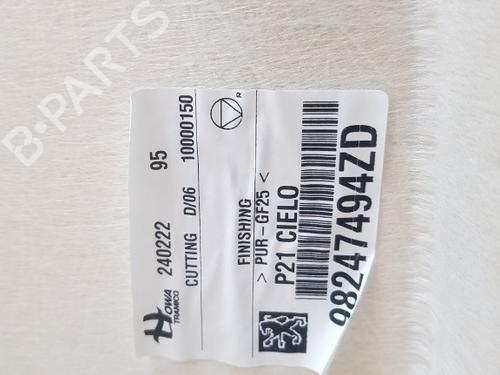 B-PARTS
HOWA
TRAMICO
240222 95
CUTTING D/06 10000150
R
FINISHING
> PUR-GF25 <
P21 CIELO
98247494ZD